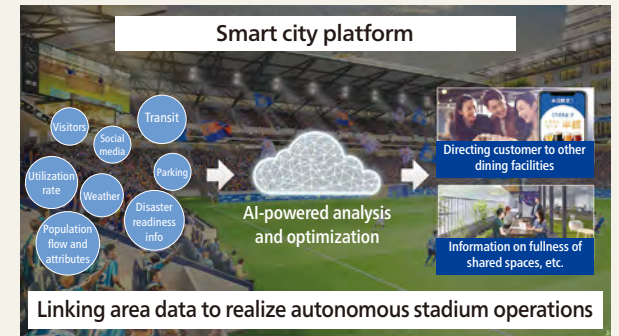 Smart city platform
Visitors
Social
media
Transit
Utilization
rate
Weather
Parking
Population
flow and
attributes
Disaster
readiness
info
AI-powered analysis
and optimization
Directing customer to other
dining facilities
Information on fullness of
shared spaces, etc.
Linking area data to realize autonomous stadium operations